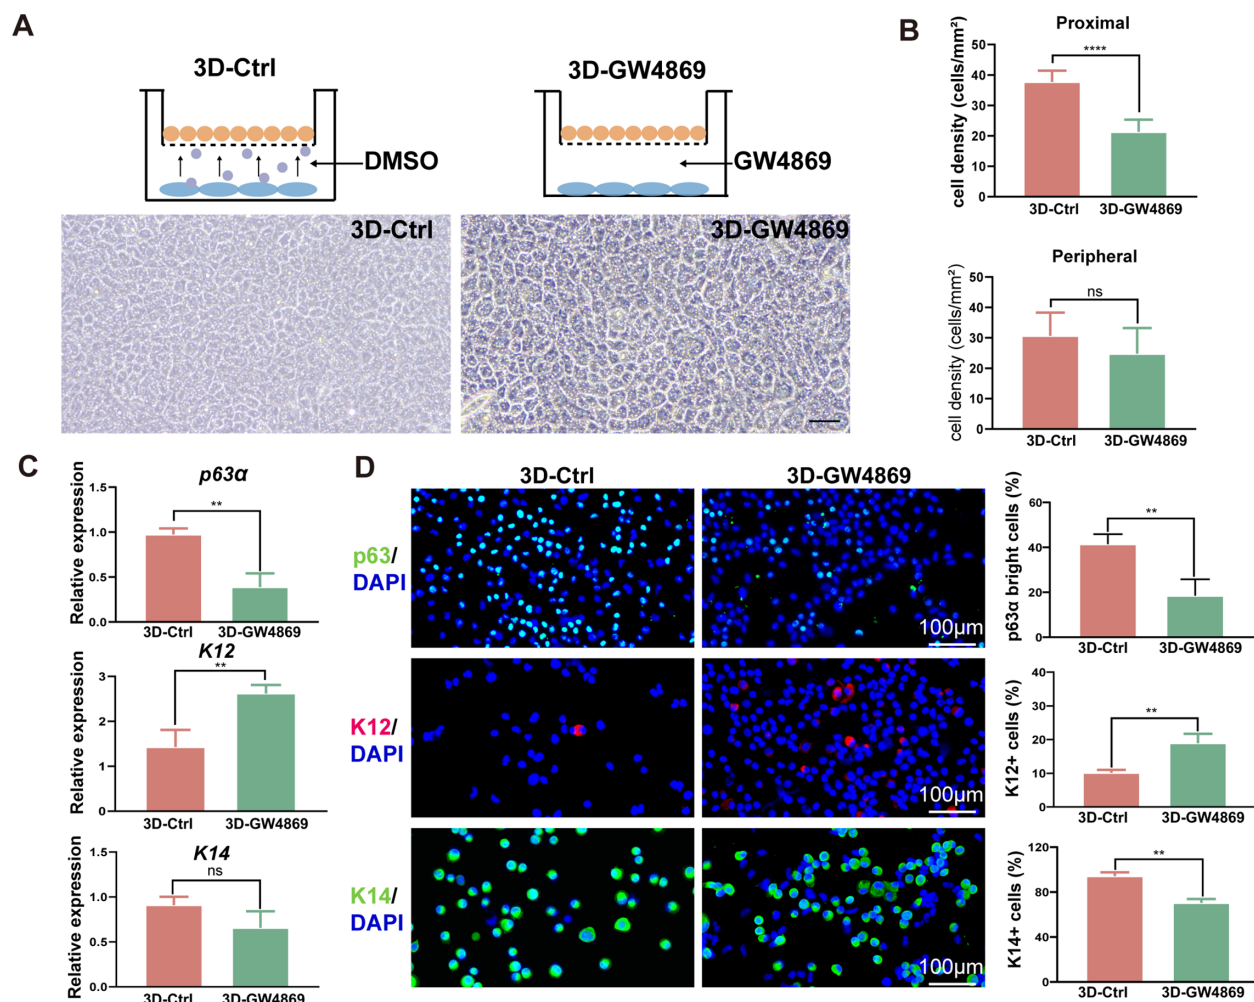 A
3D-Ctrl
3D-GW4869
DMSO
GW4869
3D-Ctrl
3D-GW4869
B
Proximal
cell density (cells/mm²)
50
40
30
20
10
0
****
3D-Ctrl
3D-GW4869
Peripheral
cell density (cells/mm²)
50
40
30
20
10
0
ns
3D-Ctrl
3D-GW4869
C
p63α
Relative expression
1.5
1.0
0.5
0.0
**
3D-Ctrl
3D-GW4869
K12
Relative expression
3
2
1
0
**
3D-Ctrl
3D-GW4869
K14
Relative expression
1.5
1.0
0.5
0.0
ns
3D-Ctrl
3D-GW4869
D
3D-Ctrl
3D-GW4869
p63/
DAPI
100μm
p63α bright cells (%)
60
40
20
0
**
3D-Ctrl
3D-GW4869
K12/
DAPI
100μm
K12+ cells (%)
40
30
20
10
0
**
3D-Ctrl
3D-GW4869
K14/
DAPI
100μm
K14+ cells (%)
120
80
40
0
**
3D-Ctrl
3D-GW4869